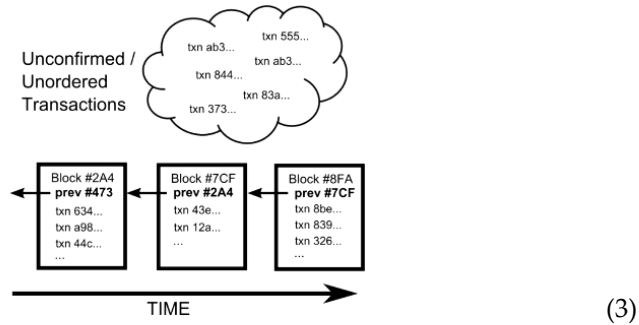 Unconfirmed /
Unordered
Transactions
txn 555...
txn ab3...
txn ab3...
txn 844...
txn 83a...
txn 373...
Block #2A4
prev #473
txn 634...
txn a98...
txn 44c...
...
Block #7CF
prev #2A4
txn 43e...
txn 12a...
...
Block #8FA
prev #7CF
txn 8be...
txn 839...
txn 326...
...
TIME
(3)